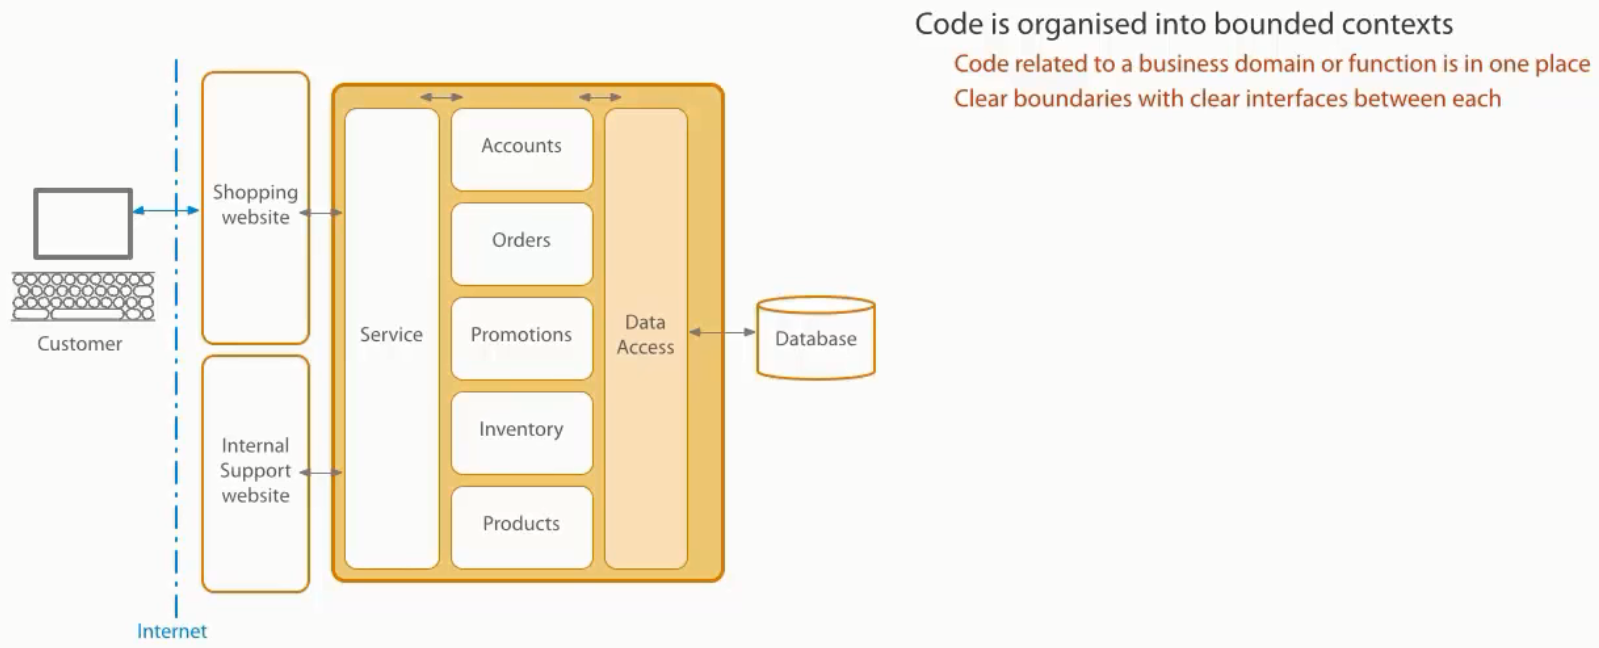 Code is organised into bounded contexts
Code related to a business domain or function is in one place
Clear boundaries with clear interfaces between each
Customer
Internet
Shopping
website
Internal
Support
website
Service
Accounts
Orders
Promotions
Inventory
Products
Data
Access
Database